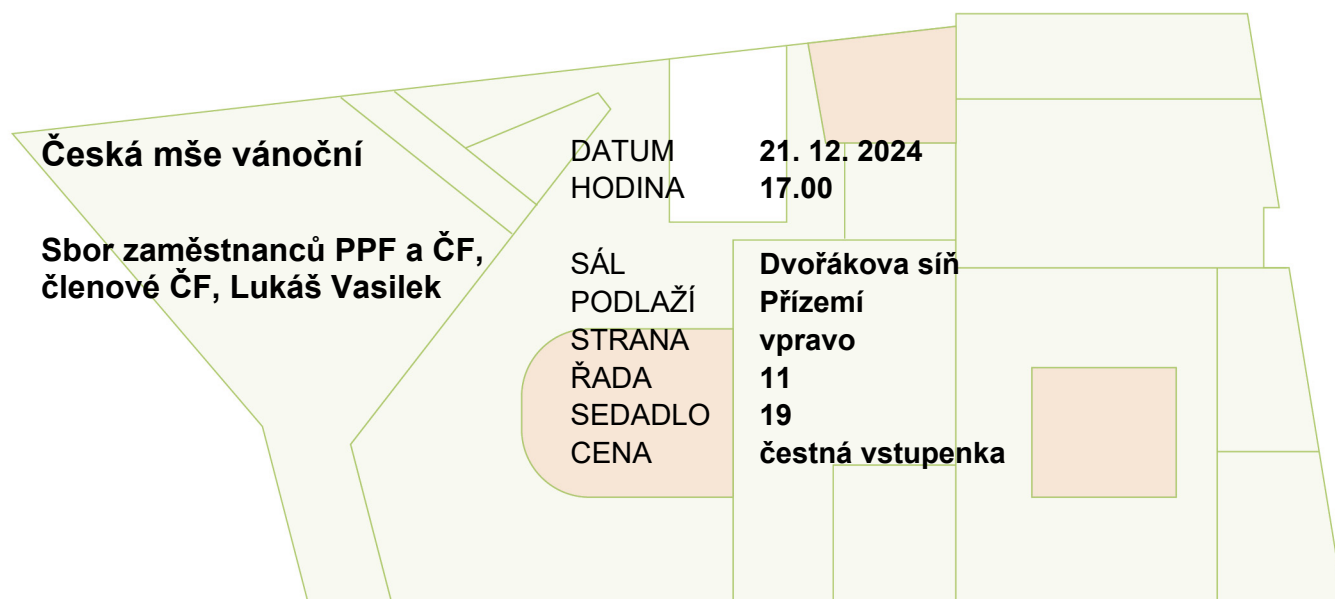 Česká mše vánoční
Sbor zaměstnanců PPF a ČF,
členové ČF, Lukáš Vasilek
DATUM 21. 12. 2024
HODINA 17.00
SÁL Dvořákova síň
PODLAŽÍ Přízemí
STRANA vpravo
ŘADA 11
SEDADLO 19
CENA čestná vstupenka